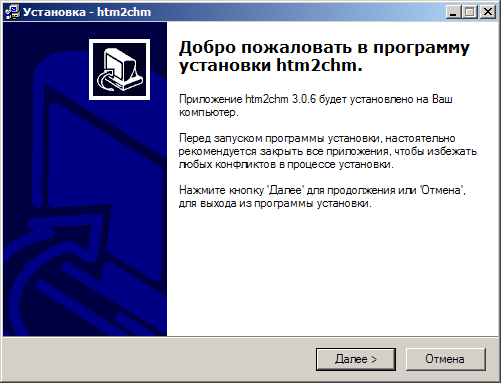 Установка - htm2chm
Добро пожаловать в программу
установки htm2chm.
Приложение htm2chm 3.0.6 будет установлено на Ваш
компьютер.
Перед запуском программы установки, настоятельно
рекомендуется закрыть все приложения, чтобы избежать
любых конфликтов в процессе установки.
Нажмите кнопку 'Далее' для продолжения или 'Отмена',
для выхода из программы установки.
Далее >
Отмена